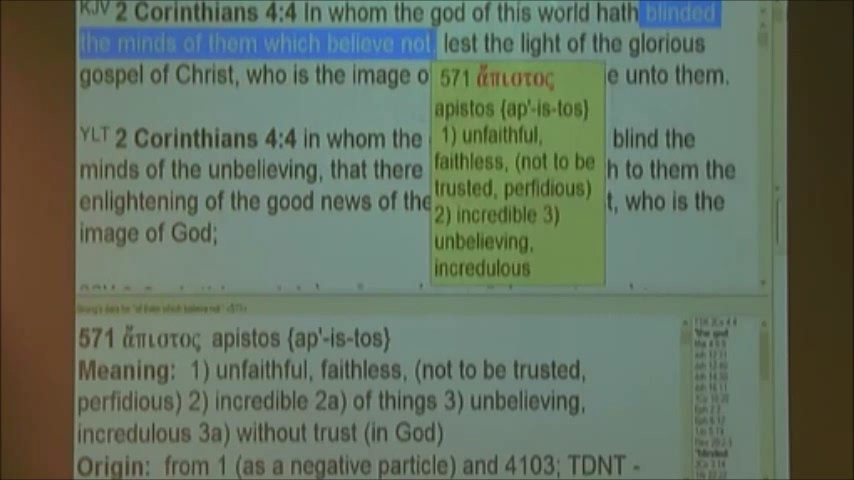 KJV 2 Corinthians 4:4 In whom the god of this world hath blinded
the minds of them which believe not, lest the light of the glorious
gospel of Christ, who is the image o e unto them.
571 ἄπιστος
apistos {ap'-is-tos}
1) unfaithful,
faithless, (not to be
trusted, perfidious)
2) incredible 3)
unbelieving,
incredulous
YLT 2 Corinthians 4:4 in whom the blind the
minds of the unbelieving, that there h to them the
enlightening of the good news of the t, who is the
image of God;
571 ἄπιστος apistos {ap'-is-tos}
Meaning: 1) unfaithful, faithless, (not to be trusted,
perfidious) 2) incredible 2a) of things 3) unbelieving,
incredulous 3a) without trust (in God)
Origin: from 1 (as a negative particle) and 4103; TDNT -